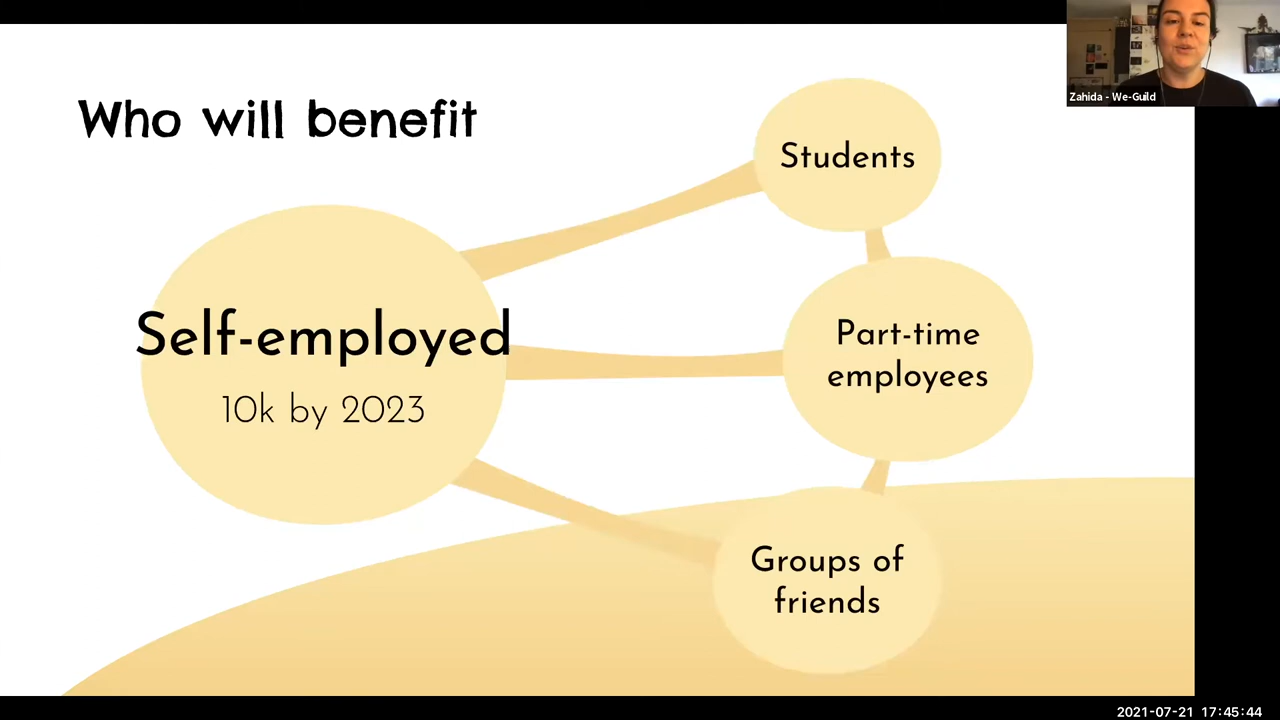 Who will benefit
Students
Self-employed
10k by 2023
Part-time
employees
Groups of
friends
Zahida - We-Guild
2021-07-21 17:45:44